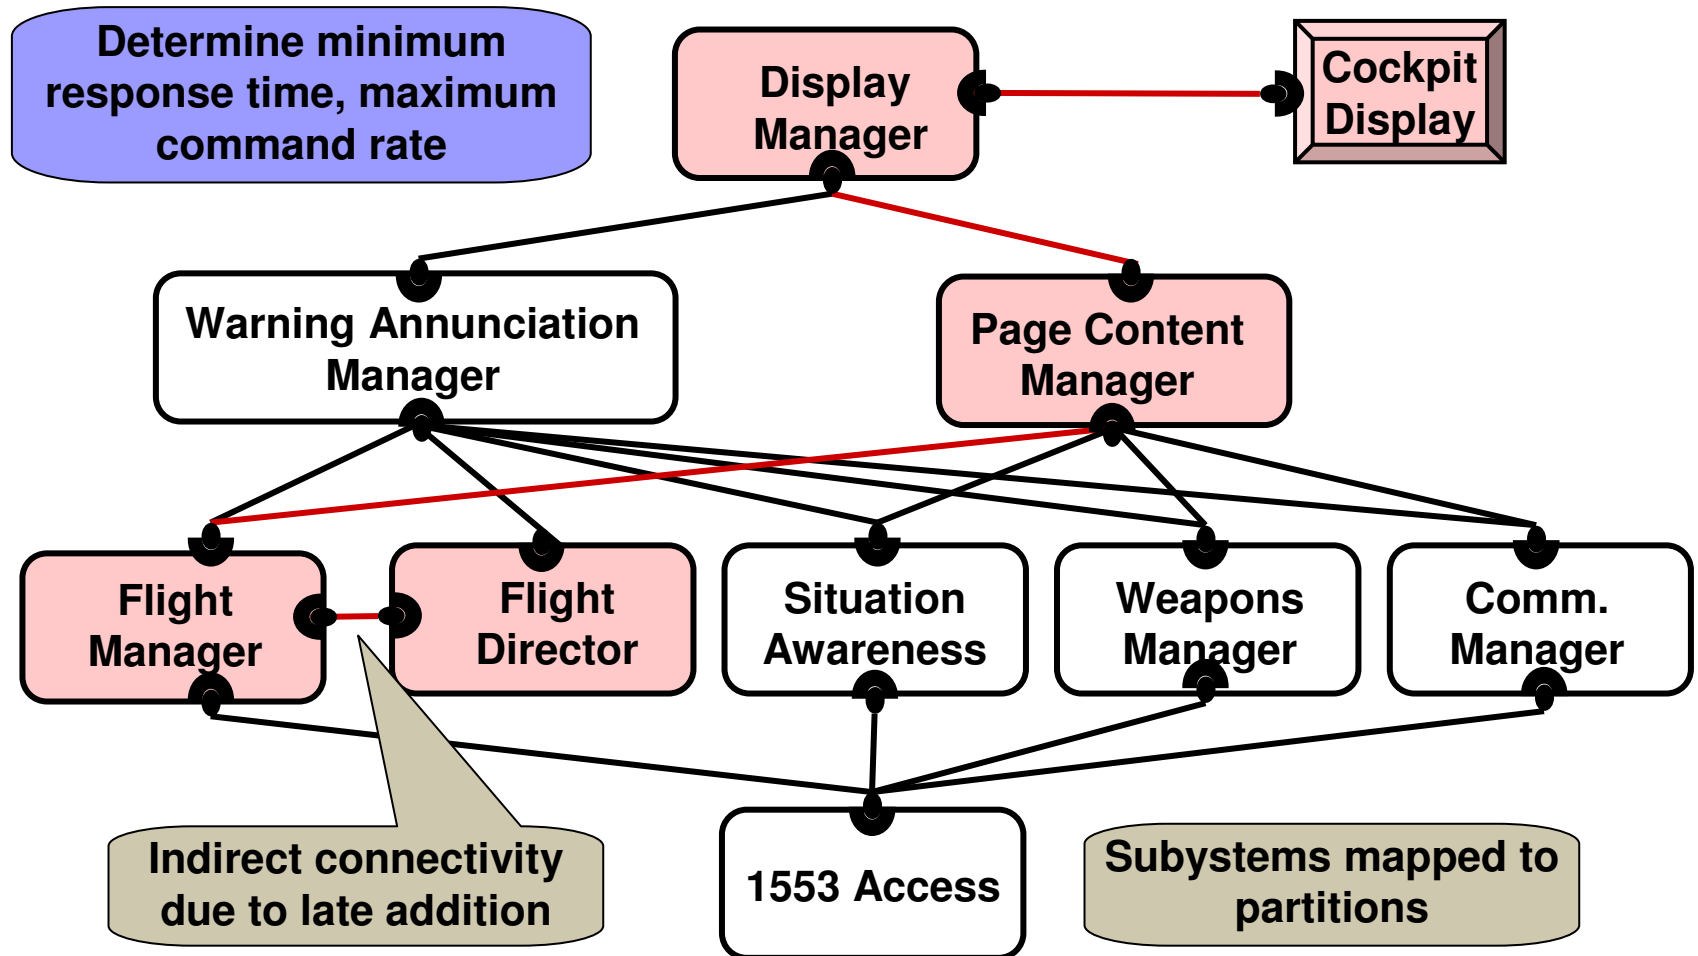 Determine minimum
response time, maximum
command rate
Display
Manager
Cockpit
Display
Warning Annunciation
Manager
Page Content
Manager
Flight
Manager
Flight
Director
Situation
Awareness
Weapons
Manager
Comm.
Manager
Indirect connectivity
due to late addition
1553 Access
Subystems mapped to
partitions